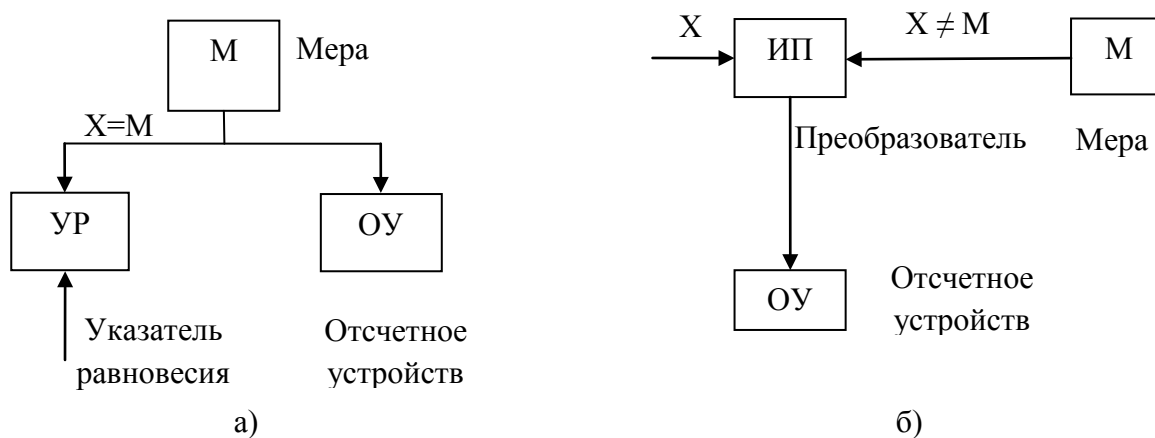 М
Мера
X=M
УР
ОУ
Указатель
равновесия
Отсчетное
устройств
а)
X
ИП
X ≠ M
М
Преобразователь
Мера
ОУ
Отсчетное
устройств
б)